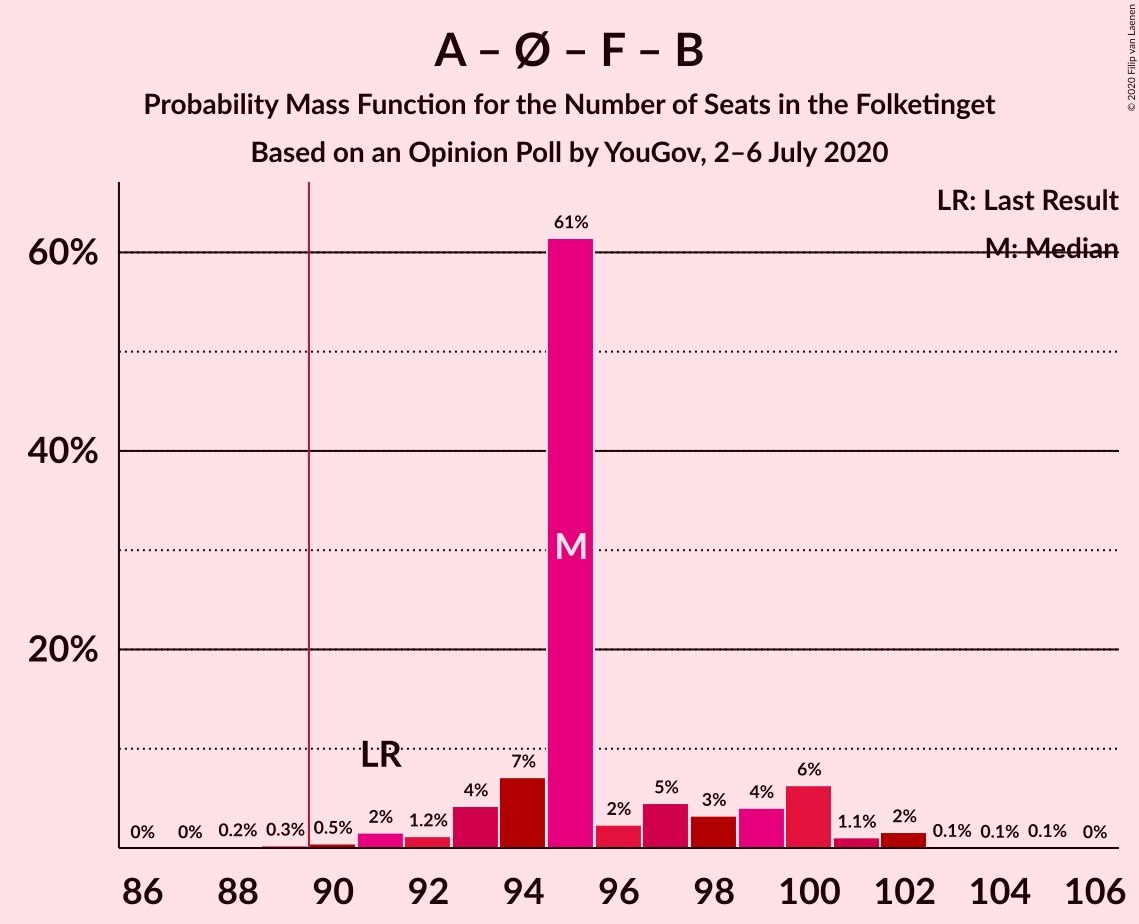 A – Ø – F – B
Probability Mass Function for the Number of Seats in the Folketinget
Based on an Opinion Poll by YouGov, 2–6 July 2020
© 2020 Filip van Laenen
LR: Last Result
M: Median
60%
40%
20%
61%
M
LR
0%
0%
0.2%
0.3%
0.5%
2%
1.2%
4%
7%
2%
5%
3%
4%
6%
1.1%
2%
0.1%
0.1%
0.1%
0%
86 88 90 92 94 96 98 100 102 104 106